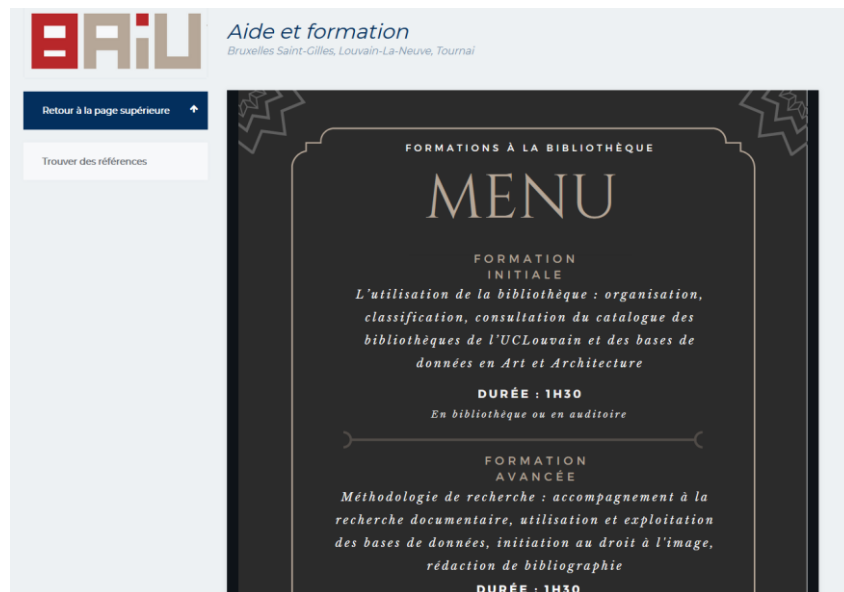 BAIU
Aide et formation
Bruxelles Saint-Gilles, Louvain-La-Neuve, Tournai
Retour à la page supérieure
Trouver des références
FORMATIONS À LA BIBLIOTHÈQUE
MENU
FORMATION
INITIALE
L'utilisation de la bibliothèque : organisation,
classification, consultation du catalogue des
bibliothèques de l'UCLouvain et des bases de
données en Art et Architecture
DURÉE : 1H30
En bibliothèque ou en auditoire
FORMATION
AVANCÉE
Méthodologie de recherche : accompagnement à la
recherche documentaire, utilisation et exploitation
des bases de données, initiation au droit à l'image,
rédaction de bibliographie
DURÉE : 1H30